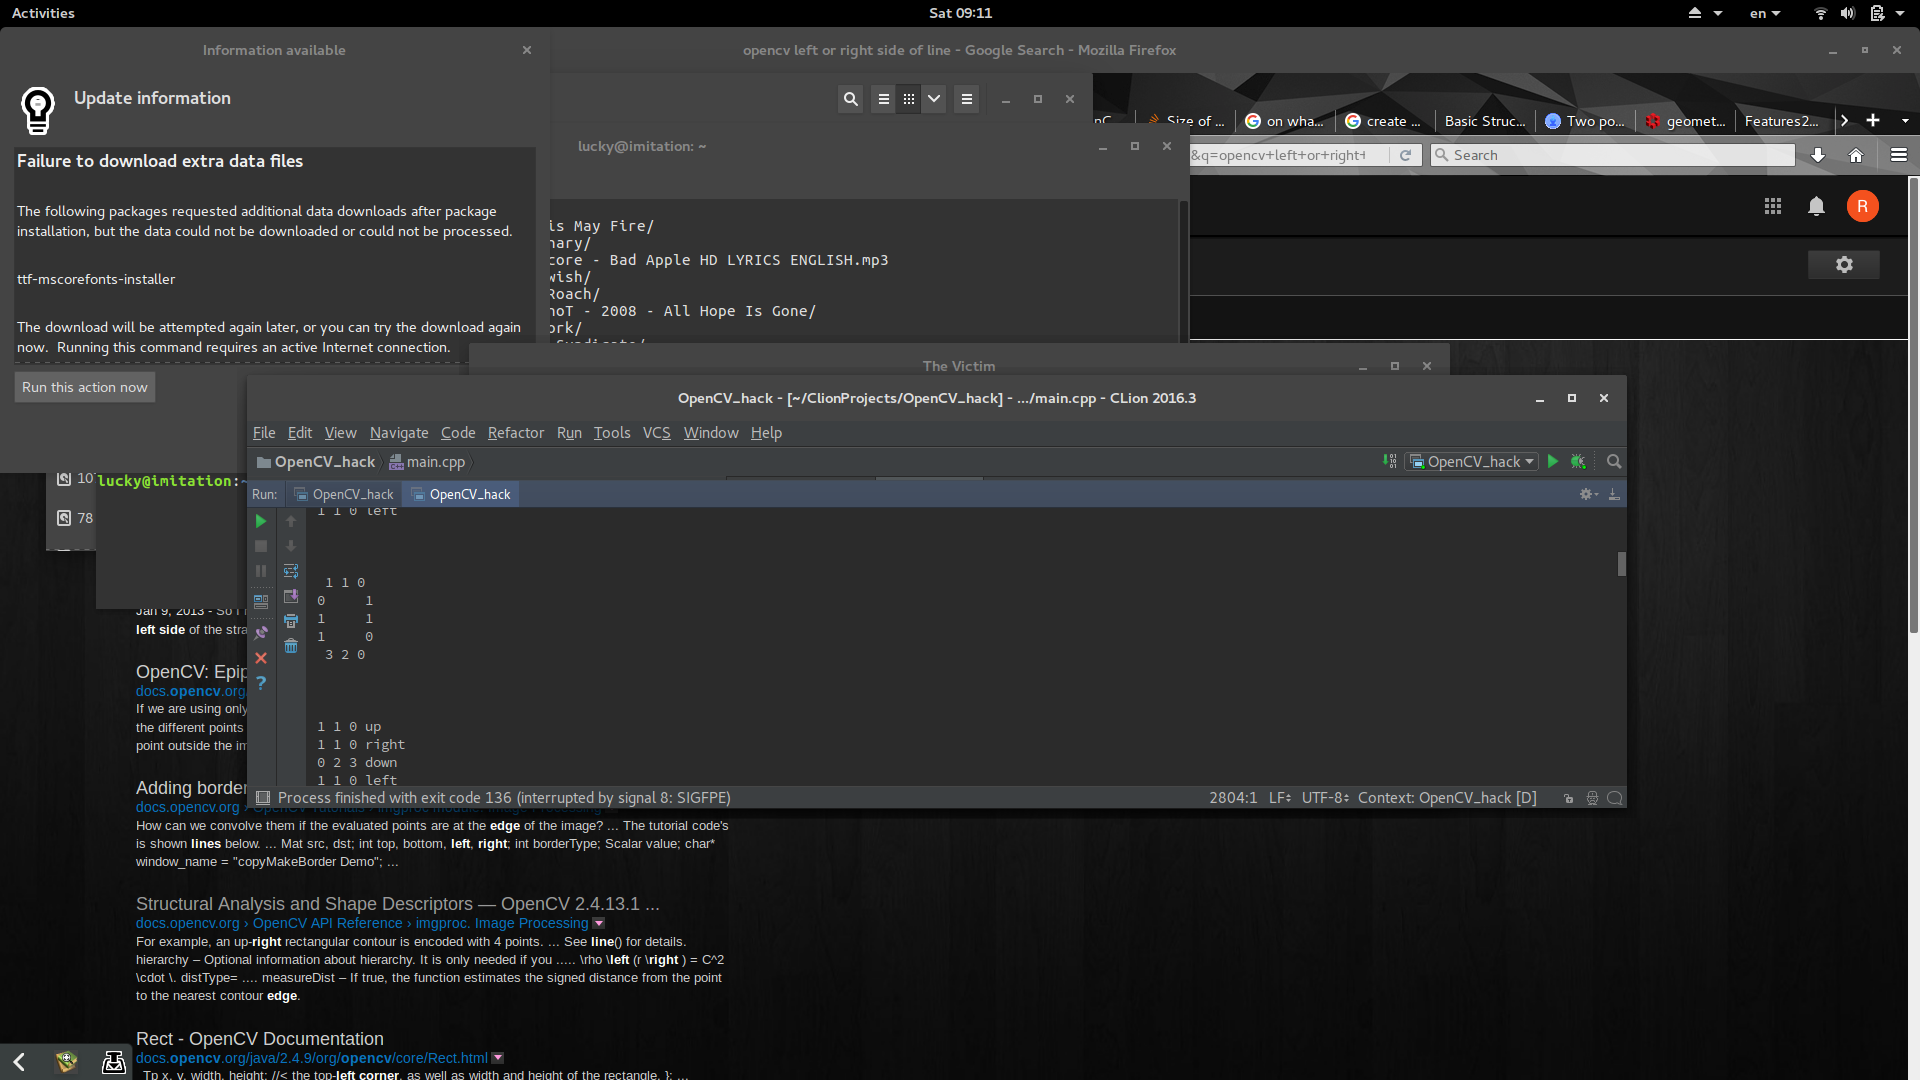 Activities
Sat 09:11
en
Information available
opencv left or right side of line - Google Search - Mozilla Firefox
Update information
Failure to download extra data files
The following packages requested additional data downloads after package
installation, but the data could not be downloaded or could not be processed.
ttf-mscorefonts-installer
The download will be attempted again later, or you can try the download again
now.  Running this command requires an active Internet connection.
Run this action now
nC
Size of ...
on wha...
create ...
Basic Struc...
Two po...
geomet...
Features2...
&q=opencv+left+or+right+
Search
R
lucky@imitation: ~
is May Fire/
nary/
core - Bad Apple HD LYRICS ENGLISH.mp3
wish/
Roach/
noT - 2008 - All Hope Is Gone/
ork/
Syndicate/
The Victim
OpenCV_hack - [~/ClionProjects/OpenCV_hack] - .../main.cpp - CLion 2016.3
File Edit View Navigate Code Refactor Run Tools VCS Window Help
OpenCV_hack main.cpp
OpenCV_hack
10
lucky@imitation:~
78
Run: OpenCV_hack OpenCV_hack
1 1 0 left
1 1 0
0     1
1     1
1     0
3 2 0
1 1 0 up
1 1 0 right
0 2 3 down
1 1 0 left
Process finished with exit code 136 (interrupted by signal 8: SIGFPE)
2804:1 LF UTF-8 Context: OpenCV_hack [D]
Jan 9, 2013 - So I
left side of the stra
OpenCV: Epip
docs.opencv.org/
If we are using only
the different points
point outside the im
Adding border
docs.opencv.org › OpenCV Tutorials › imgproc module. Image Processing
How can we convolve them if the evaluated points are at the edge of the image? ... The tutorial code's
is shown lines below. ... Mat src, dst; int top, bottom, left, right; int borderType; Scalar value; char*
window_name = "copyMakeBorder Demo"; ...
Structural Analysis and Shape Descriptors — OpenCV 2.4.13.1 ...
docs.opencv.org › OpenCV API Reference › imgproc. Image Processing
For example, an up-right rectangular contour is encoded with 4 points. ... See line() for details.
hierarchy – Optional information about hierarchy. It is only needed if you ..... \rho \left (r \right ) = C^2
\cdot \. distType= .... measureDist – If true, the function estimates the signed distance from the point
to the nearest contour edge.
Rect - OpenCV Documentation
docs.opencv.org/java/2.4.9/org/opencv/core/Rect.html
_Tp x, y, width, height; //< the top-left corner, as well as width and height of the rectangle. }; ...